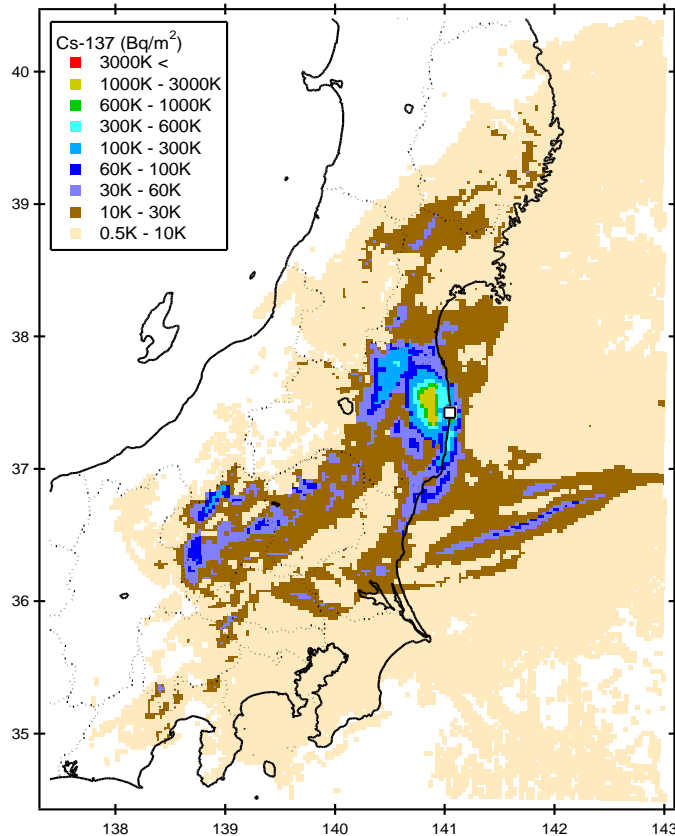 Cs-137 (Bq/m²)
3000K <
1000K - 3000K
600K - 1000K
300K - 600K
100K - 300K
60K - 100K
30K - 60K
10K - 30K
0.5K - 10K
40
39
38
37
36
35
138 139 140 141 142 143